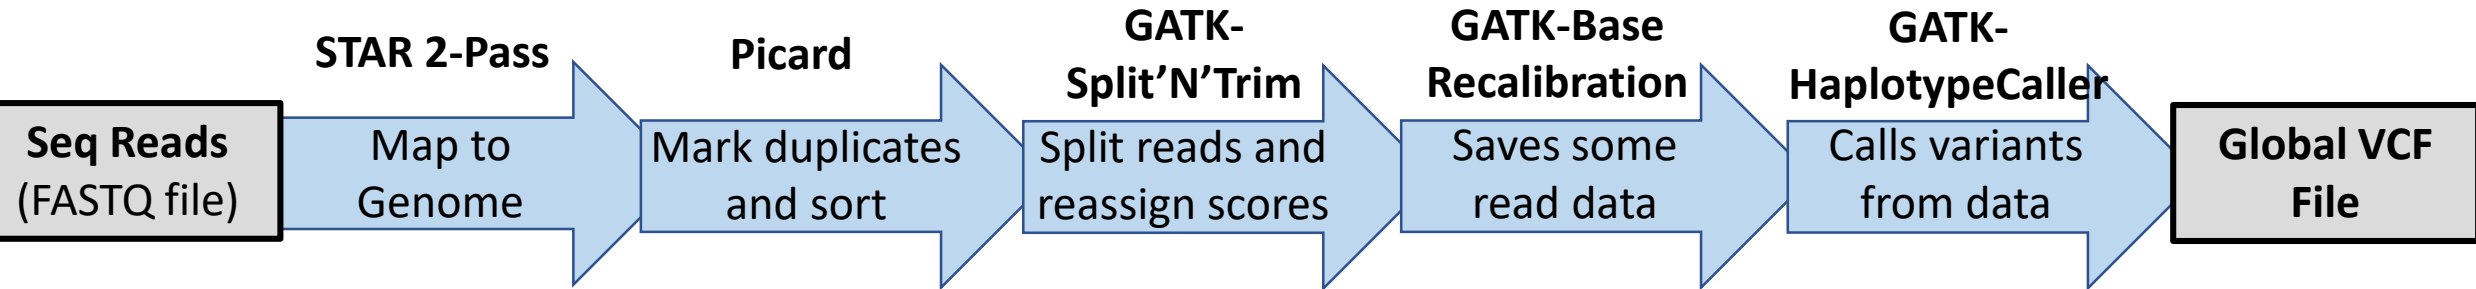 Seq Reads
(FASTQ file)
STAR 2-Pass
Map to
Genome
Picard
Mark duplicates
and sort
GATK-
Split’N’Trim
Split reads and
reassign scores
GATK-Base
Recalibration
Saves some
read data
GATK-
HaplotypeCaller
Calls variants
from data
Global VCF
File